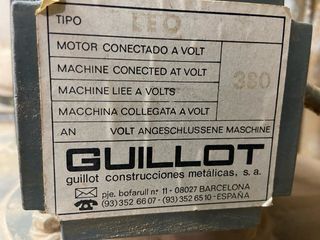 TIPO LEO
MOTOR CONECTADO A VOLT
MACHINE CONECTED AT VOLT
MACHINE LIEE A VOLTS
380
MACCHINA COLLEGATA A VOLT
AN VOLT ANGESCHLUSSENE MASCHINE
GUILLOT
guillot construcciones metálicas, s. a.
pje. bofarull n.º 11 - 08027 BARCELONA
(93) 352 66 07 - (93) 352 65 10 - ESPAÑA